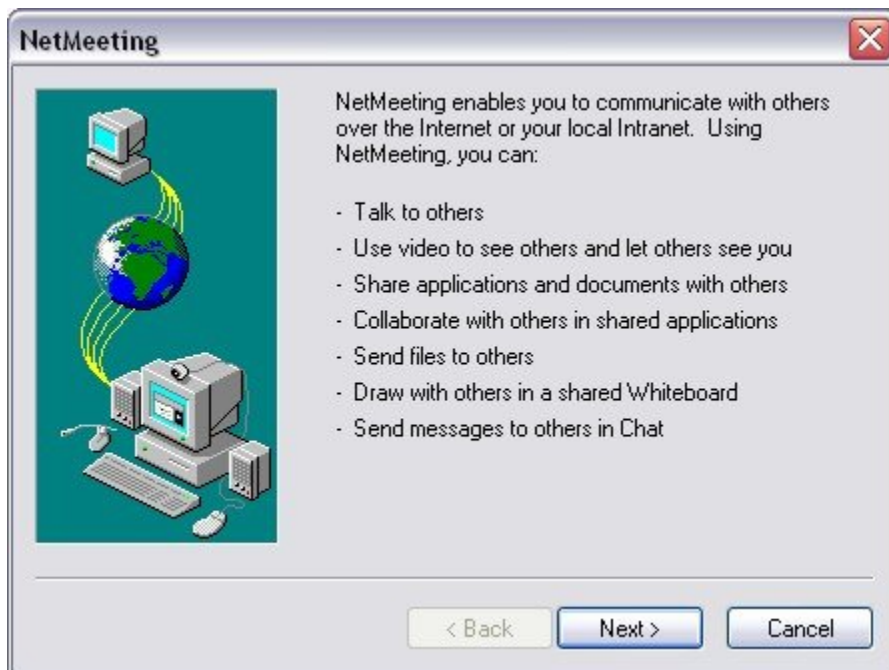 NetMeeting
NetMeeting enables you to communicate with others
over the Internet or your local Intranet. Using
NetMeeting, you can:
- Talk to others
- Use video to see others and let others see you
- Share applications and documents with others
- Collaborate with others in shared applications
- Send files to others
- Draw with others in a shared Whiteboard
- Send messages to others in Chat
< Back
Next >
Cancel